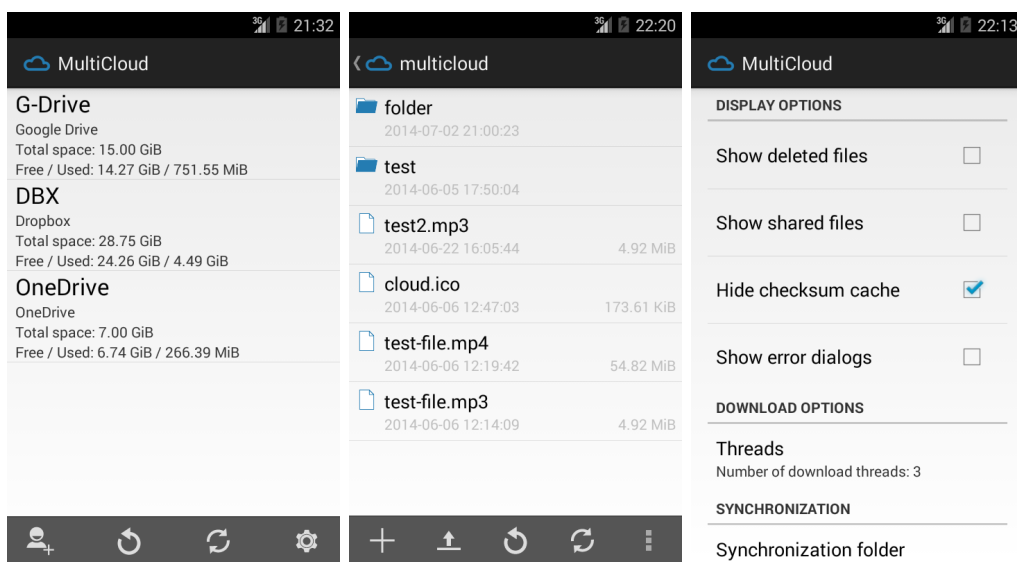 3G 21:32
MultiCloud
G-Drive
Google Drive
Total space: 15.00 GiB
Free / Used: 14.27 GiB / 751.55 MiB
DBX
Dropbox
Total space: 28.75 GiB
Free / Used: 24.26 GiB / 4.49 GiB
OneDrive
OneDrive
Total space: 7.00 GiB
Free / Used: 6.74 GiB / 266.39 MiB
3G 22:20
multicloud
folder
2014-07-02 21:00:23
test
2014-06-05 17:50:04
test2.mp3
2014-06-22 16:05:44 4.92 MiB
cloud.ico
2014-06-06 12:47:03 173.61 KiB
test-file.mp4
2014-06-06 12:19:42 54.82 MiB
test-file.mp3
2014-06-06 12:14:09 4.92 MiB
3G 22:13
MultiCloud
DISPLAY OPTIONS
Show deleted files
Show shared files
Hide checksum cache
Show error dialogs
DOWNLOAD OPTIONS
Threads
Number of download threads: 3
SYNCHRONIZATION
Synchronization folder